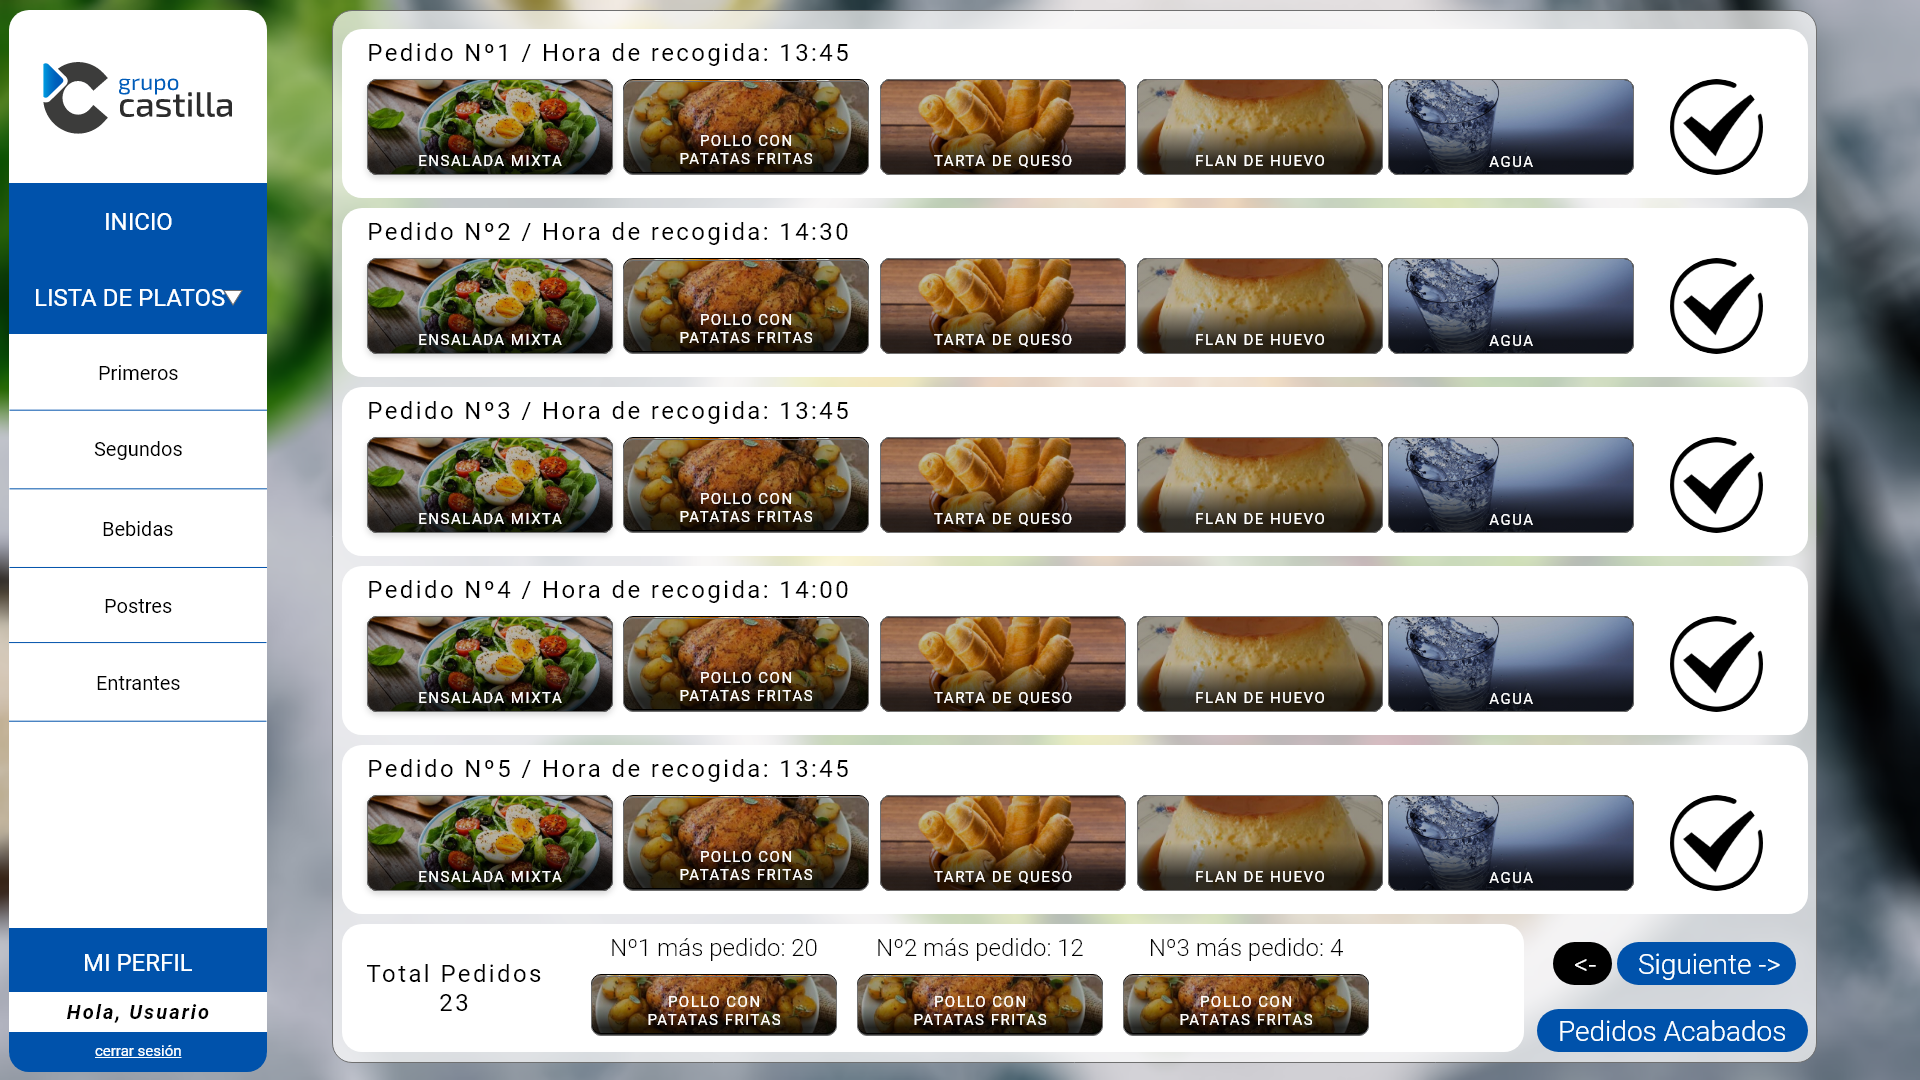 grupo
castilla
INICIO
LISTA DE PLATOS
Primeros
Segundos
Bebidas
Postres
Entrantes
MI PERFIL
Hola, Usuario
cerrar sesión
Pedido Nº1 / Hora de recogida: 13:45
ENSALADA MIXTA
POLLO CON
PATATAS FRITAS
TARTA DE QUESO
FLAN DE HUEVO
AGUA
Pedido Nº2 / Hora de recogida: 14:30
ENSALADA MIXTA
POLLO CON
PATATAS FRITAS
TARTA DE QUESO
FLAN DE HUEVO
AGUA
Pedido Nº3 / Hora de recogida: 13:45
ENSALADA MIXTA
POLLO CON
PATATAS FRITAS
TARTA DE QUESO
FLAN DE HUEVO
AGUA
Pedido Nº4 / Hora de recogida: 14:00
ENSALADA MIXTA
POLLO CON
PATATAS FRITAS
TARTA DE QUESO
FLAN DE HUEVO
AGUA
Pedido Nº5 / Hora de recogida: 13:45
ENSALADA MIXTA
POLLO CON
PATATAS FRITAS
TARTA DE QUESO
FLAN DE HUEVO
AGUA
Total Pedidos
23
Nº1 más pedido: 20
POLLO CON
PATATAS FRITAS
Nº2 más pedido: 12
POLLO CON
PATATAS FRITAS
Nº3 más pedido: 4
POLLO CON
PATATAS FRITAS
<-
Siguiente ->
Pedidos Acabados